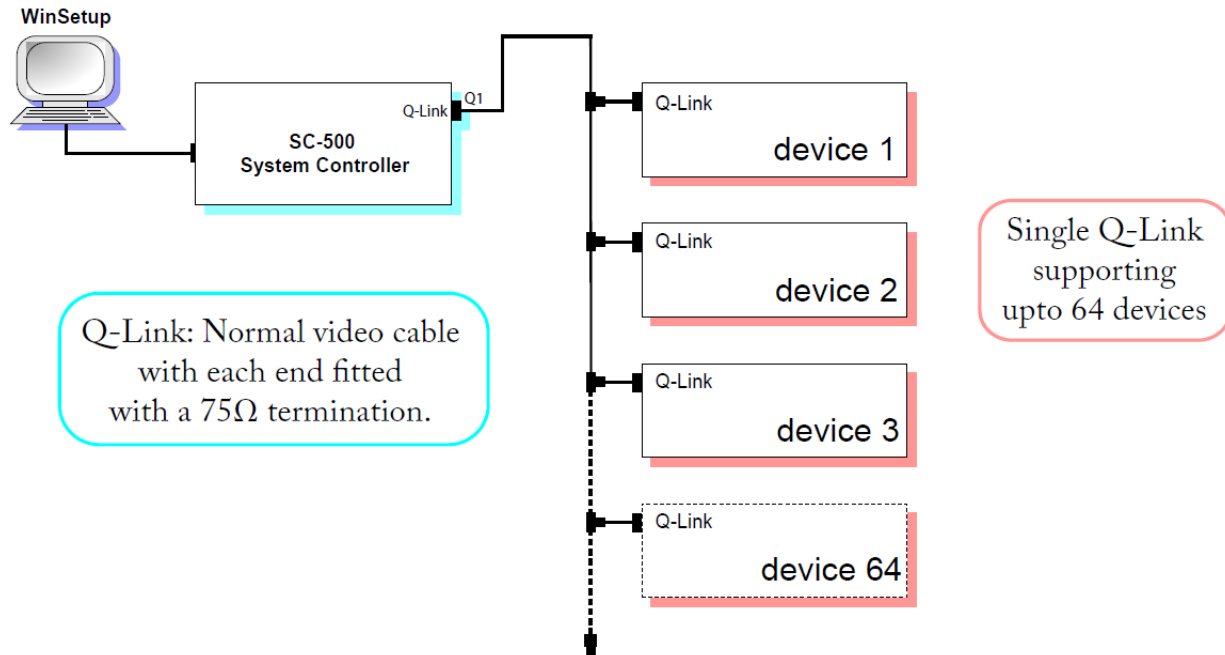 WinSetup
Q-Link
Q1
SC-500
System Controller
Q-Link
device 1
Q-Link
device 2
Q-Link
device 3
Q-Link
device 64
Single Q-Link
supporting
upto 64 devices
Q-Link: Normal video cable
with each end fitted
with a 75Ω termination.